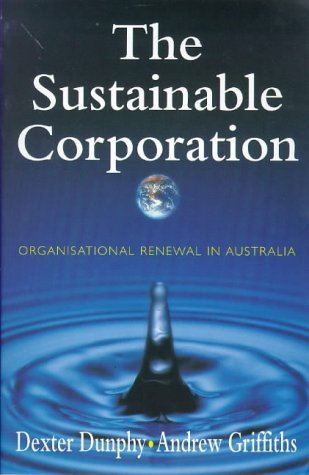 The
Sustainable
Corporation
ORGANISATIONAL RENEWAL IN AUSTRALIA
Dexter Dunphy • Andrew Griffiths